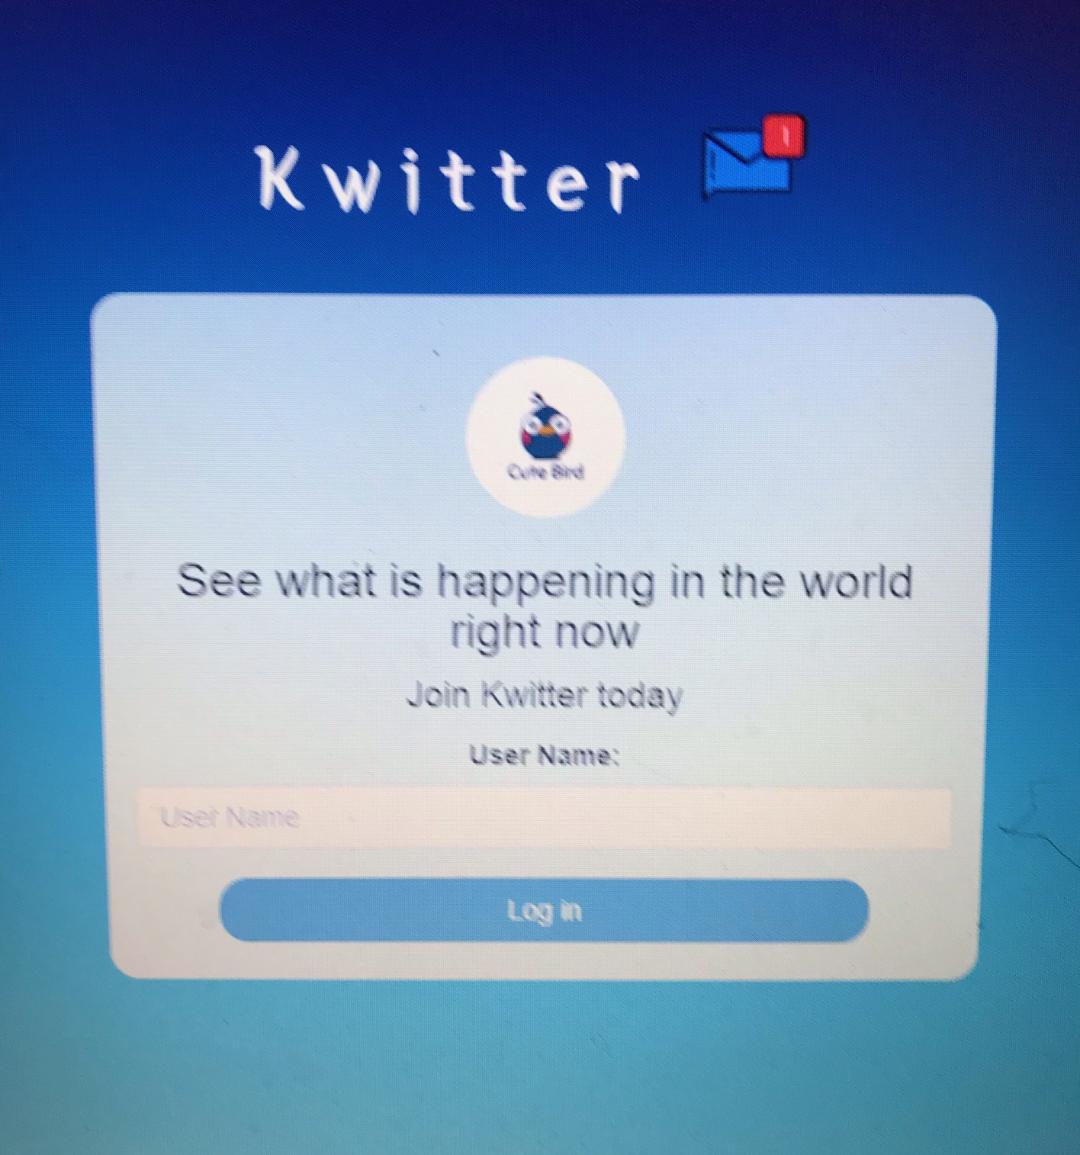 Kwitter
1
Cute Bird
See what is happening in the world
right now
Join Kwitter today
User Name:
User Name
Log in